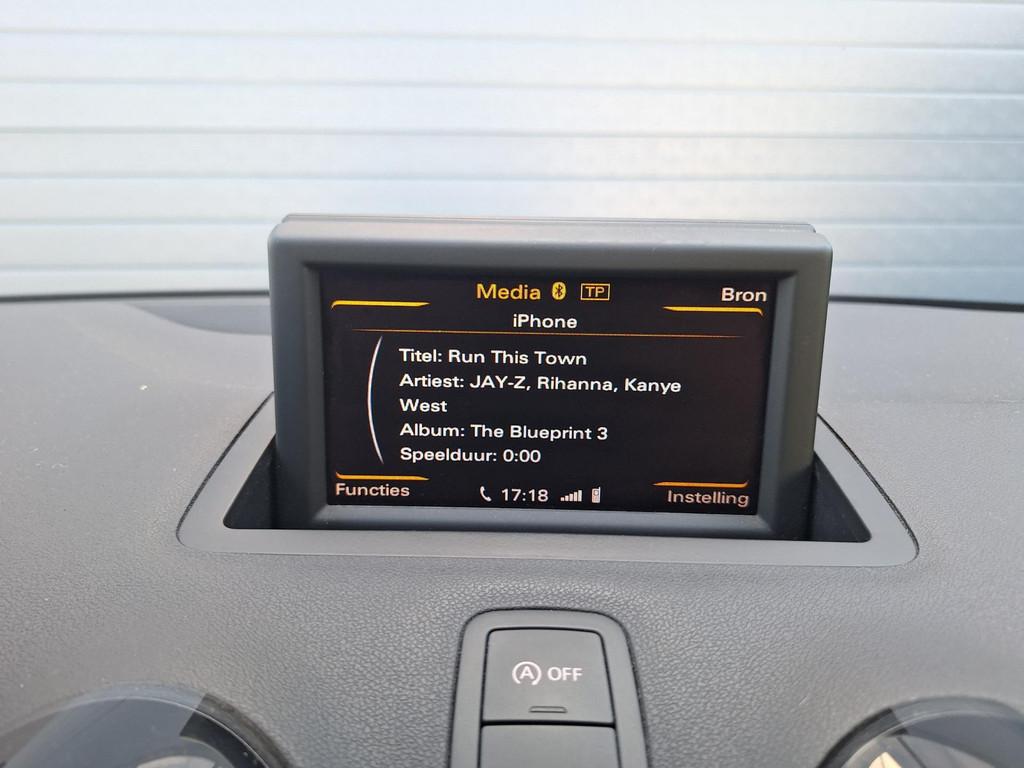 Media TP Bron
iPhone
Titel: Run This Town
Artiest: JAY-Z, Rihanna, Kanye
West
Album: The Blueprint 3
Speelduur: 0:00
Functies 17:18 Instelling
A OFF